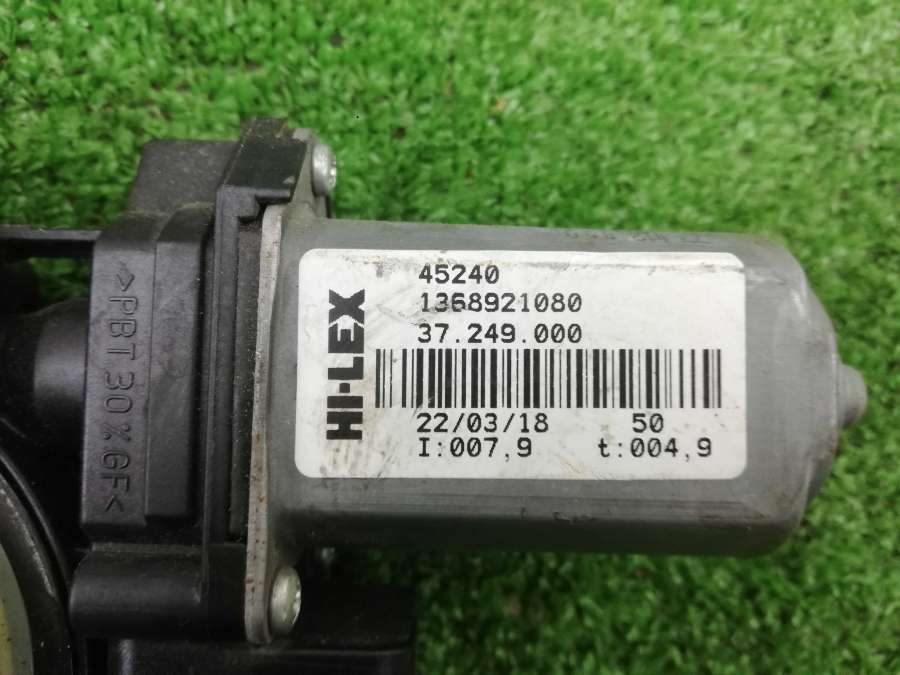 >PBT 30%GF<
HI-LEX
45240
1368921080
37.249.000
22/03/18 50
I:007,9 t:004,9